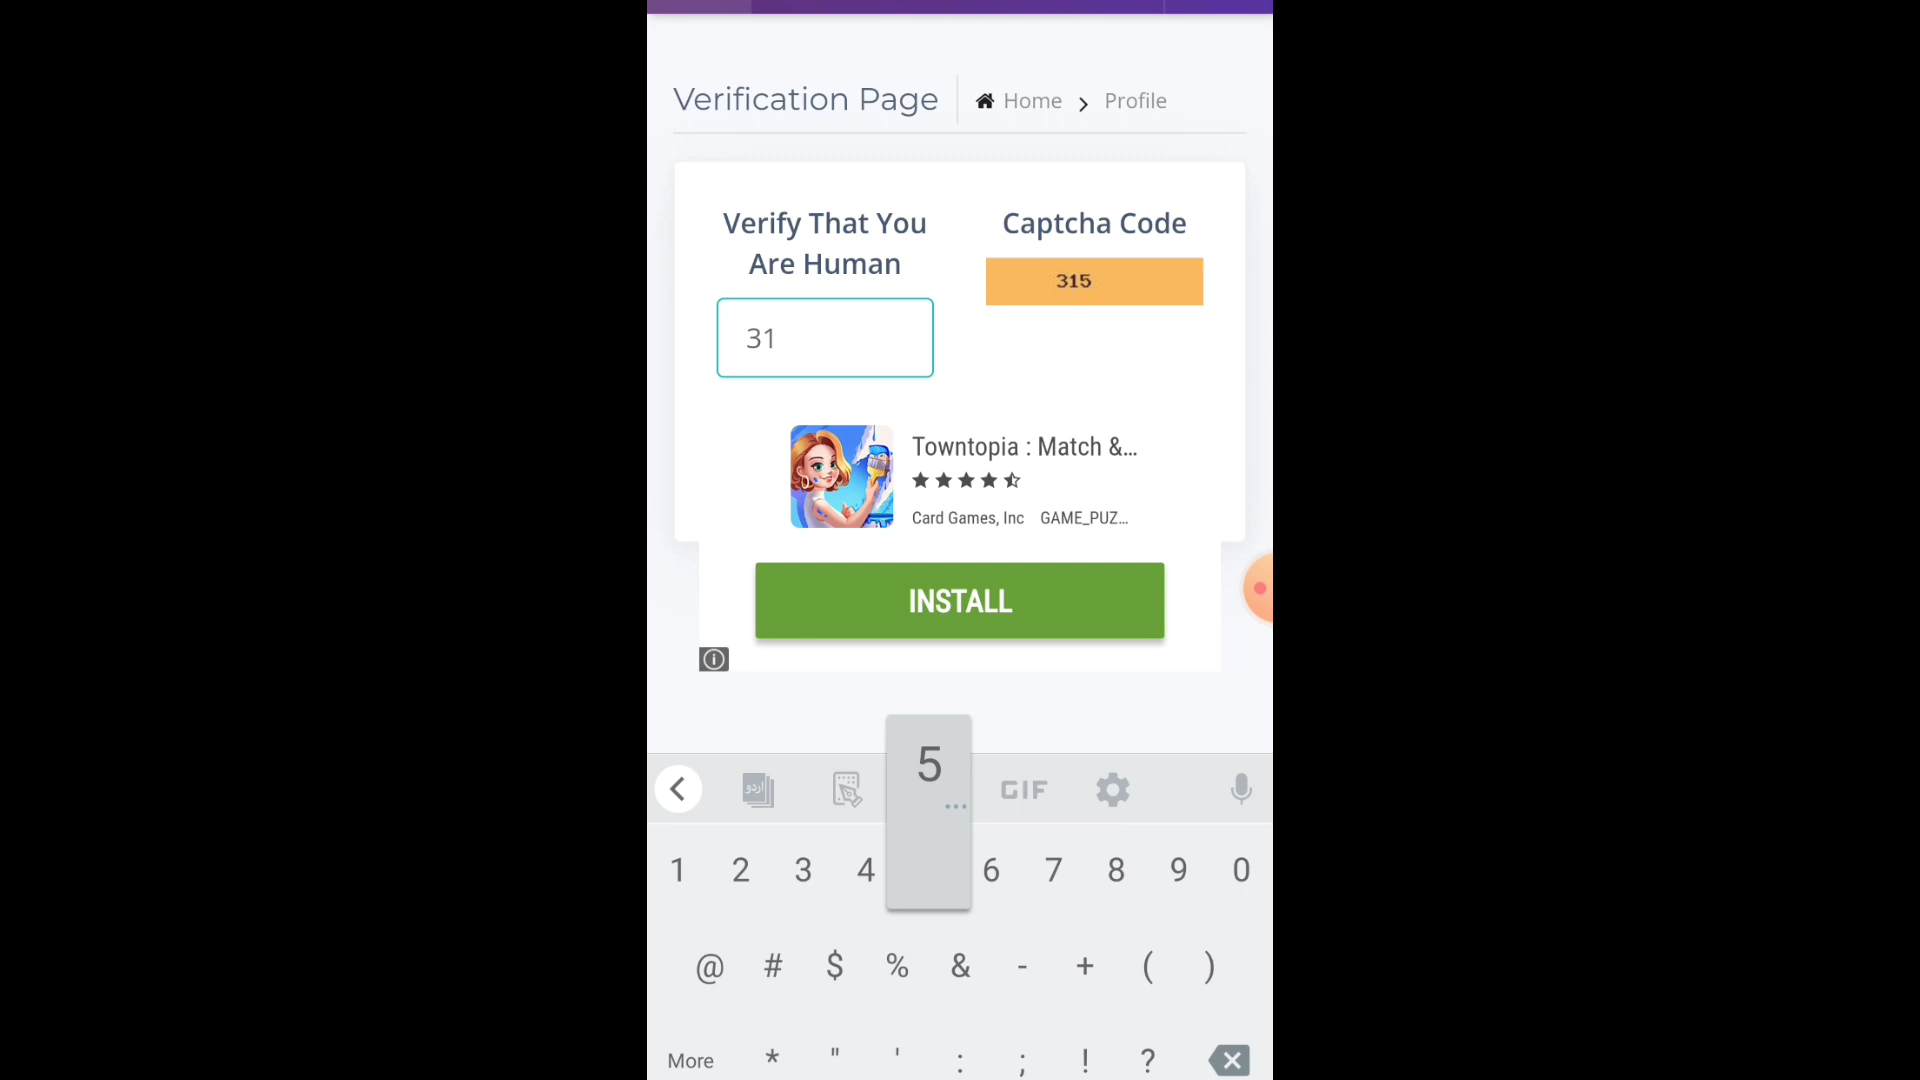 Verification Page
Home
Profile
Verify That You
Are Human
Captcha Code
315
31
Towntopia : Match &...
Card Games, Inc GAME_PUZ...
INSTALL
5
...
اردو
GIF
1 2 3 4 6 7 8 9 0
@ # $ % & - + ( )
More * " ' : ; ! ?